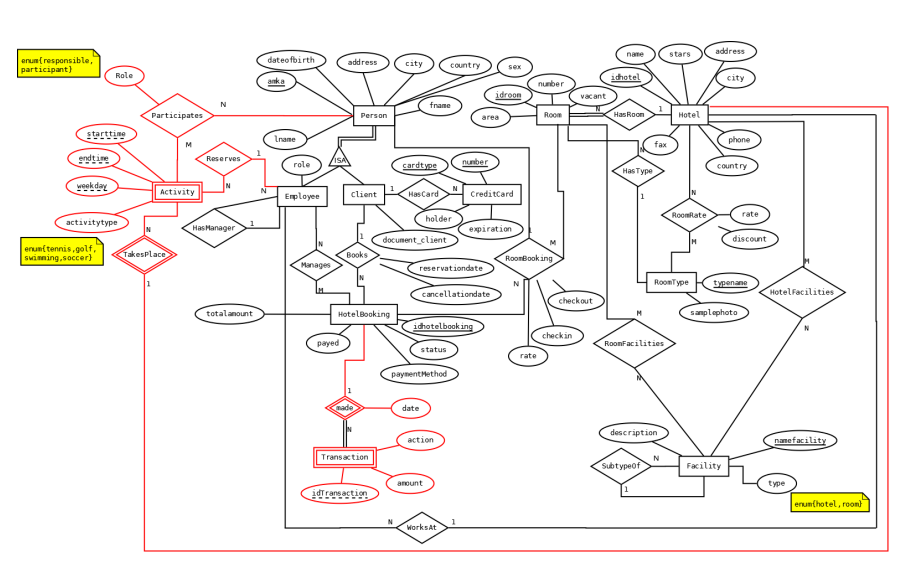 enum{responsible,
participant}
Role
dateofbirth
address
city
country
sex
amka
fname
lname
Person
N
Participates
M
starttime
endtime
weekday
activitytype
Activity
Reserves
1
N
N
role
Employee
ISA
Client
1
HasCard
N
cardtype
number
CreditCard
holder
expiration
document_client
name
stars
address
idhotel
city
number
idroom
vacant
area
Room
N
HasRoom
1
Hotel
fax
phone
country
N
HasType
1
N
RoomRate
M
rate
discount
RoomType
typename
samplephoto
HasManager
1
enum{tennis,golf,
swimming,soccer}
N
TakesPlace
1
N
Manages
M
1
Books
N
reservationdate
cancellationdate
1
M
RoomBooking
N
checkout
checkin
rate
M
HotelFacilities
N
totalamount
HotelBooking
idhotelbooking
payed
status
paymentMethod
M
RoomFacilities
N
1
made
date
N
Transaction
action
amount
idTransaction
description
namefacility
SubtypeOf
N
1
Facility
type
enum{hotel,room}
N
WorksAt
1